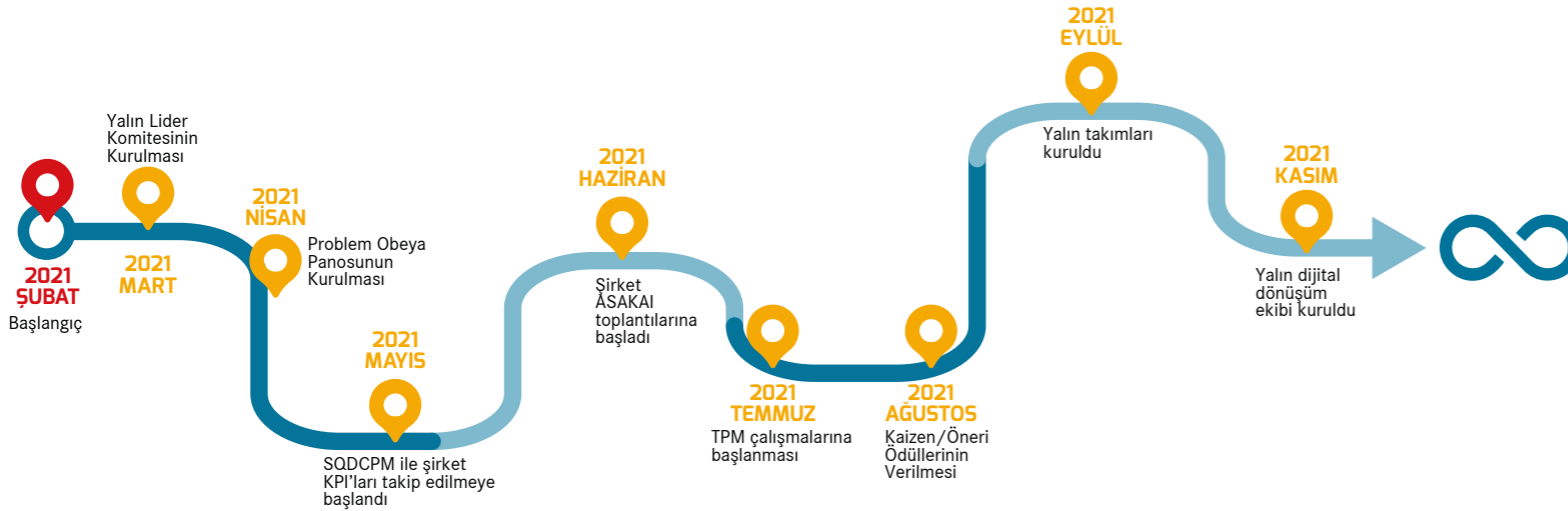 2021
ŞUBAT
Başlangıç
Yalın Lider
Komitesinin
Kurulması
2021
MART
2021
NİSAN
Problem Obeya
Panosunun
Kurulması
2021
MAYIS
SQDCPM ile şirket
KPI'ları takip edilmeye
başlandı
2021
HAZİRAN
Şirket
ASAKAI
toplantılarına
başladı
2021
TEMMUZ
TPM çalışmalarına
başlanması
2021
AĞUSTOS
Kaizen/Öneri
Ödüllerinin
Verilmesi
2021
EYLÜL
Yalın takımları
kuruldu
2021
KASIM
Yalın dijital
dönüşüm
ekibi kuruldu